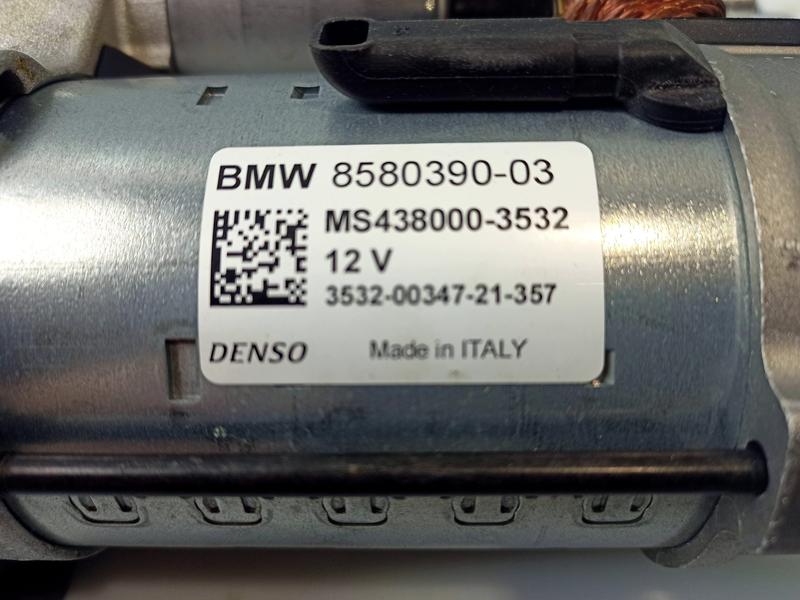 BMW 8580390-03
MS438000-3532
12 V
3532-00347-21-357
DENSO Made in ITALY